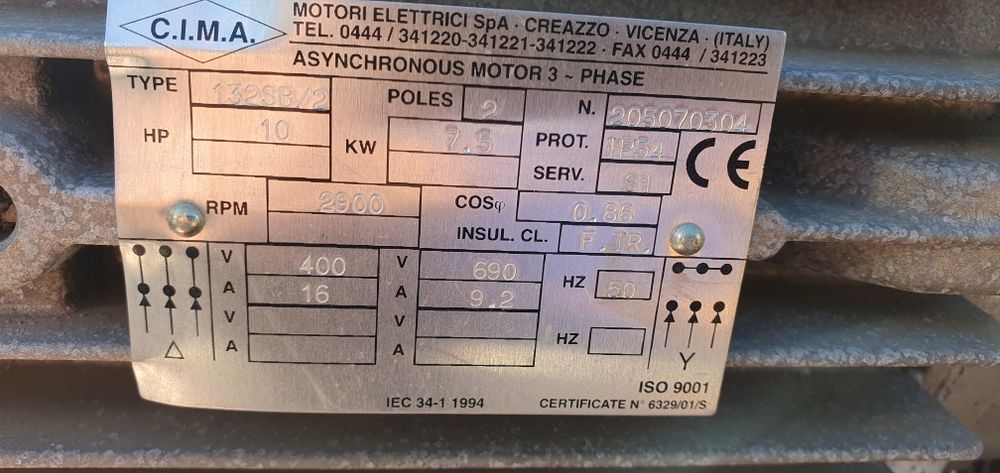 C.I.M.A.
MOTORI ELETTRICI SpA · CREAZZO · VICENZA · (ITALY)
TEL. 0444 / 341220-341221-341222 · FAX 0444 / 341223
ASYNCHRONOUS MOTOR 3 ~ PHASE
TYPE 132SB/2 POLES 2 N. 205070304
HP 10 KW 7.5 PROT. IP54
SERV. S1
CE
RPM 2900 COSφ 0.86
INSUL. CL. F.TR.
V 400 V 690 HZ 50
A 16 A 9.2
V V HZ
A A
△ Y
ISO 9001
IEC 34-1 1994 CERTIFICATE N° 6329/01/S